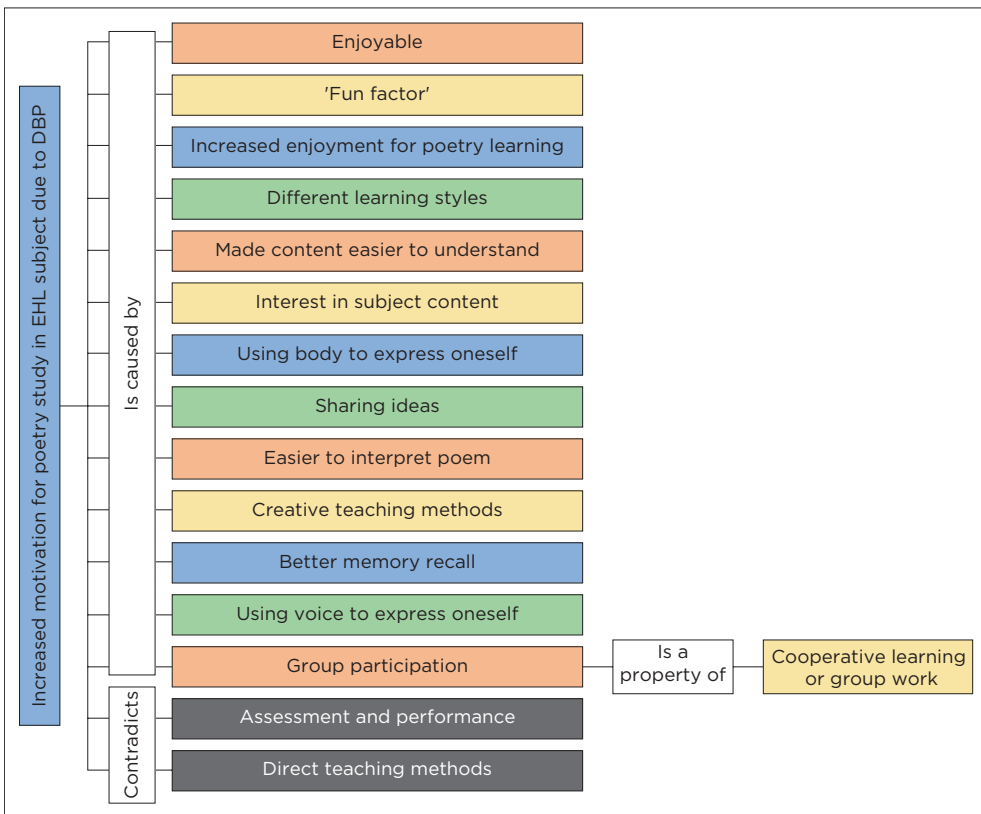 Increased motivation for poetry study in EHL subject due to DBP
Is caused by
Enjoyable
'Fun factor'
Increased enjoyment for poetry learning
Different learning styles
Made content easier to understand
Interest in subject content
Using body to express oneself
Sharing ideas
Easier to interpret poem
Creative teaching methods
Better memory recall
Using voice to express oneself
Group participation
Is a
property of
Cooperative learning
or group work
Contradicts
Assessment and performance
Direct teaching methods